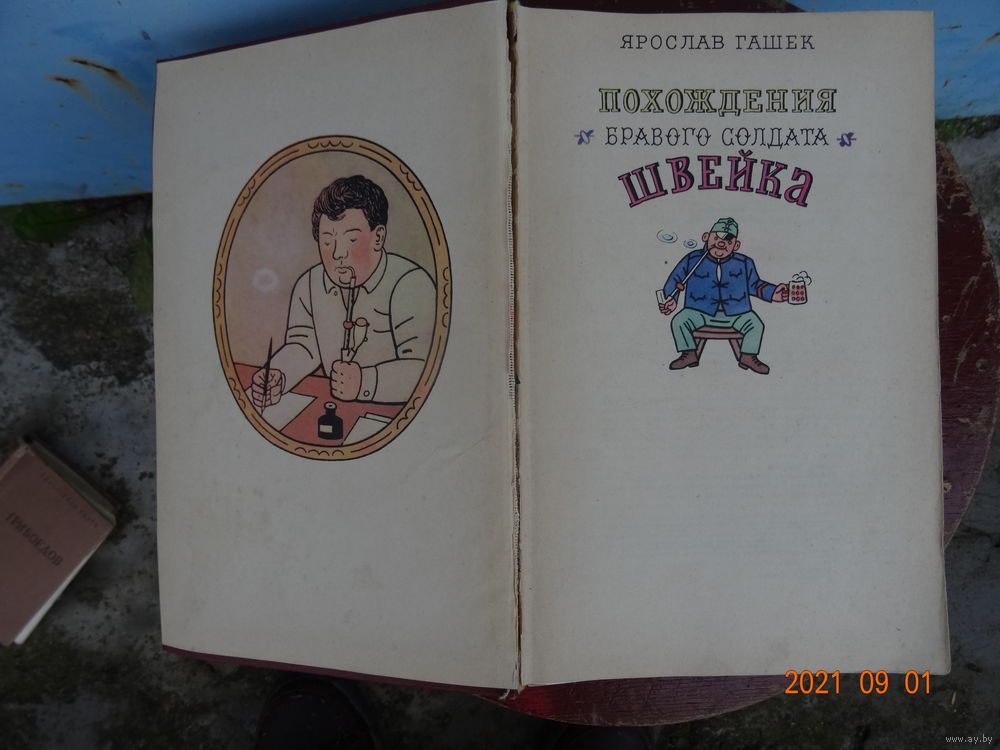 ЯРОСЛАВ ГАШЕК
ПОХОЖДЕНИЯ
БРАВОГО СОЛДАТА
ШВЕЙКА
ГРИБОЕДОВ
2021 09 01
www.ay.by